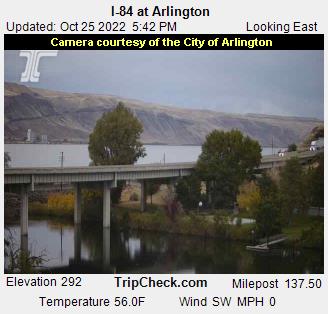 I-84 at Arlington
Updated: Oct 25 2022 5:42 PM Looking East
Camera courtesy of the City of Arlington
Elevation 292 TripCheck.com Milepost 137.50
Temperature 56.0F Wind SW MPH 0